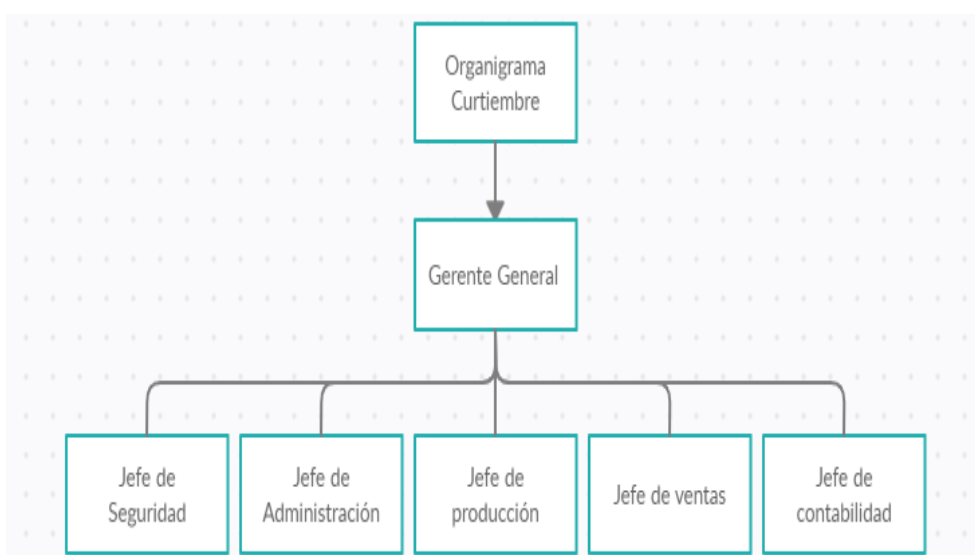 Organigrama
Curtiembre
Gerente General
Jefe de
Seguridad
Jefe de
Administración
Jefe de
producción
Jefe de ventas
Jefe de
contabilidad